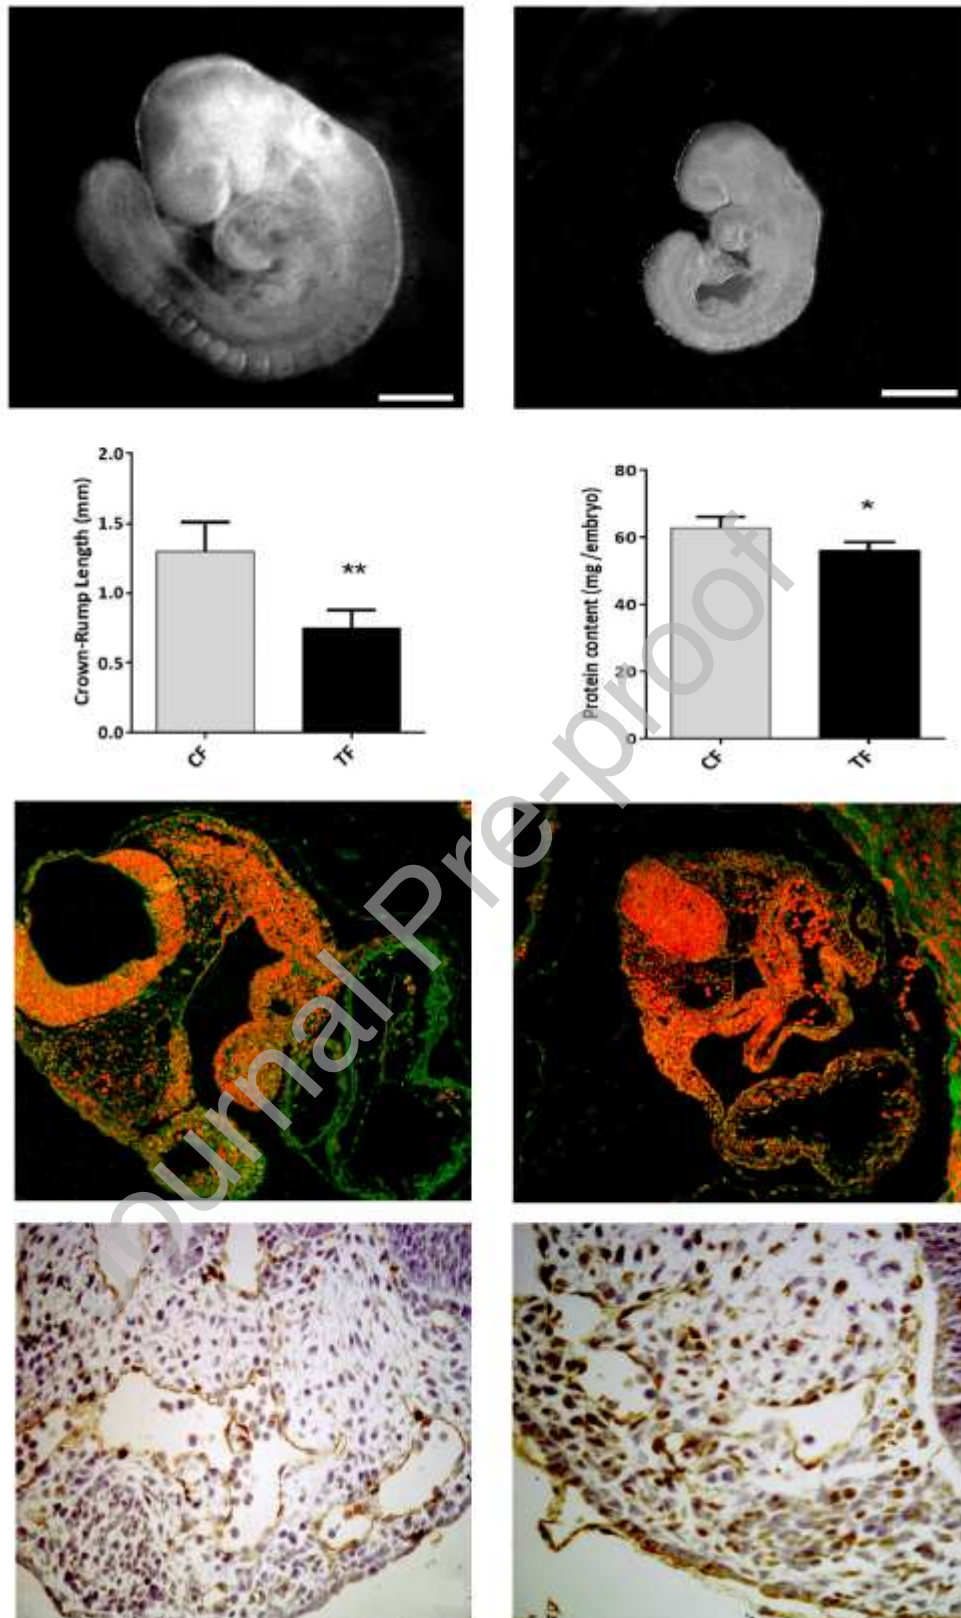 Crown-Rump Length (mm)
2.0
1.5
1.0
0.5
0.0
**
CF
TF
Protein content (mg /embryo)
80
60
40
20
0
*
CF
TF
Journal Pre-proof